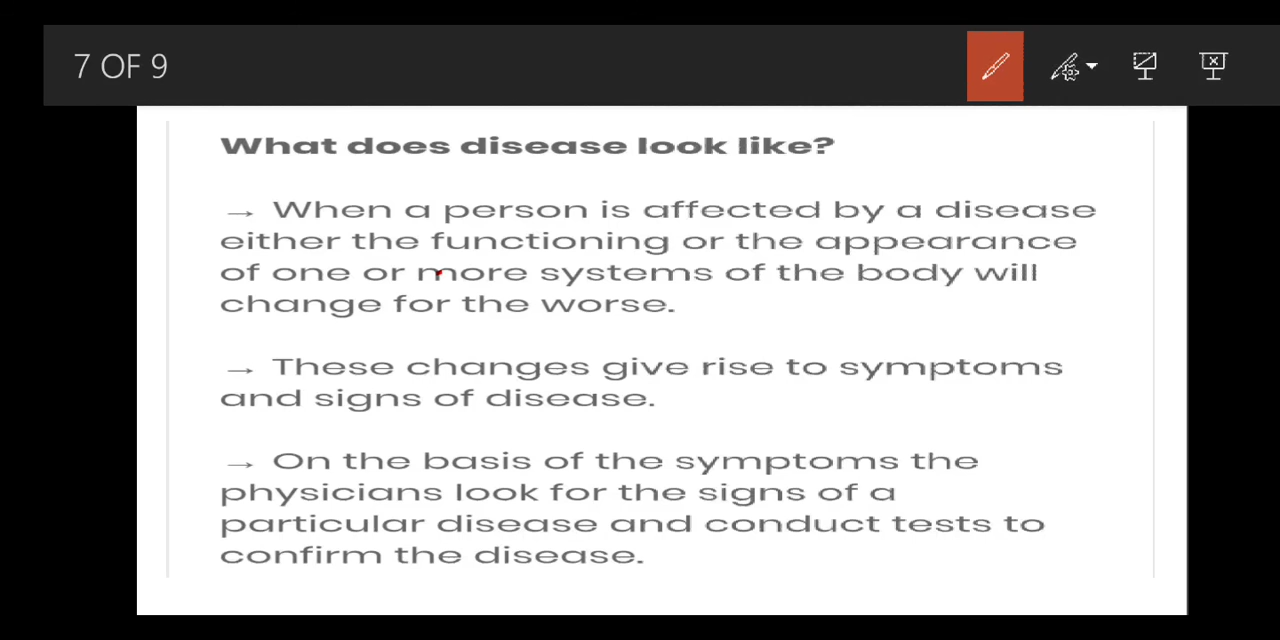 7 OF 9
What does disease look like?
→ When a person is affected by a disease
either the functioning or the appearance
of one or more systems of the body will
change for the worse.
→ These changes give rise to symptoms
and signs of disease.
→ On the basis of the symptoms the
physicians look for the signs of a
particular disease and conduct tests to
confirm the disease.